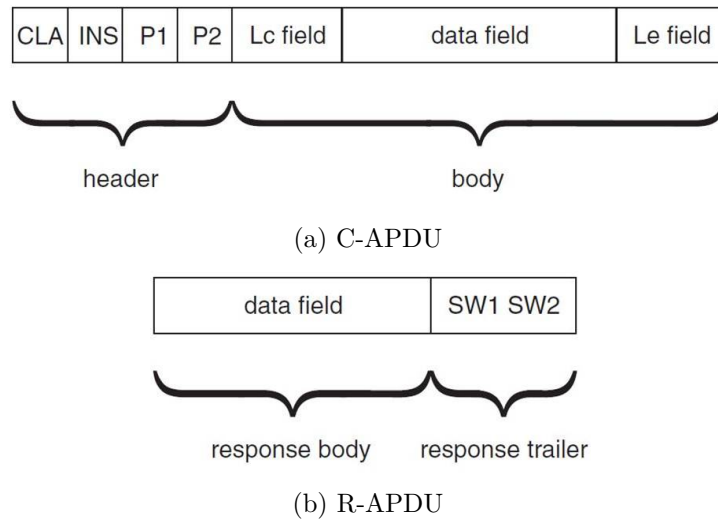 CLA INS P1 P2 Lc field data field Le field
header body
(a) C-APDU
data field SW1 SW2
response body response trailer
(b) R-APDU